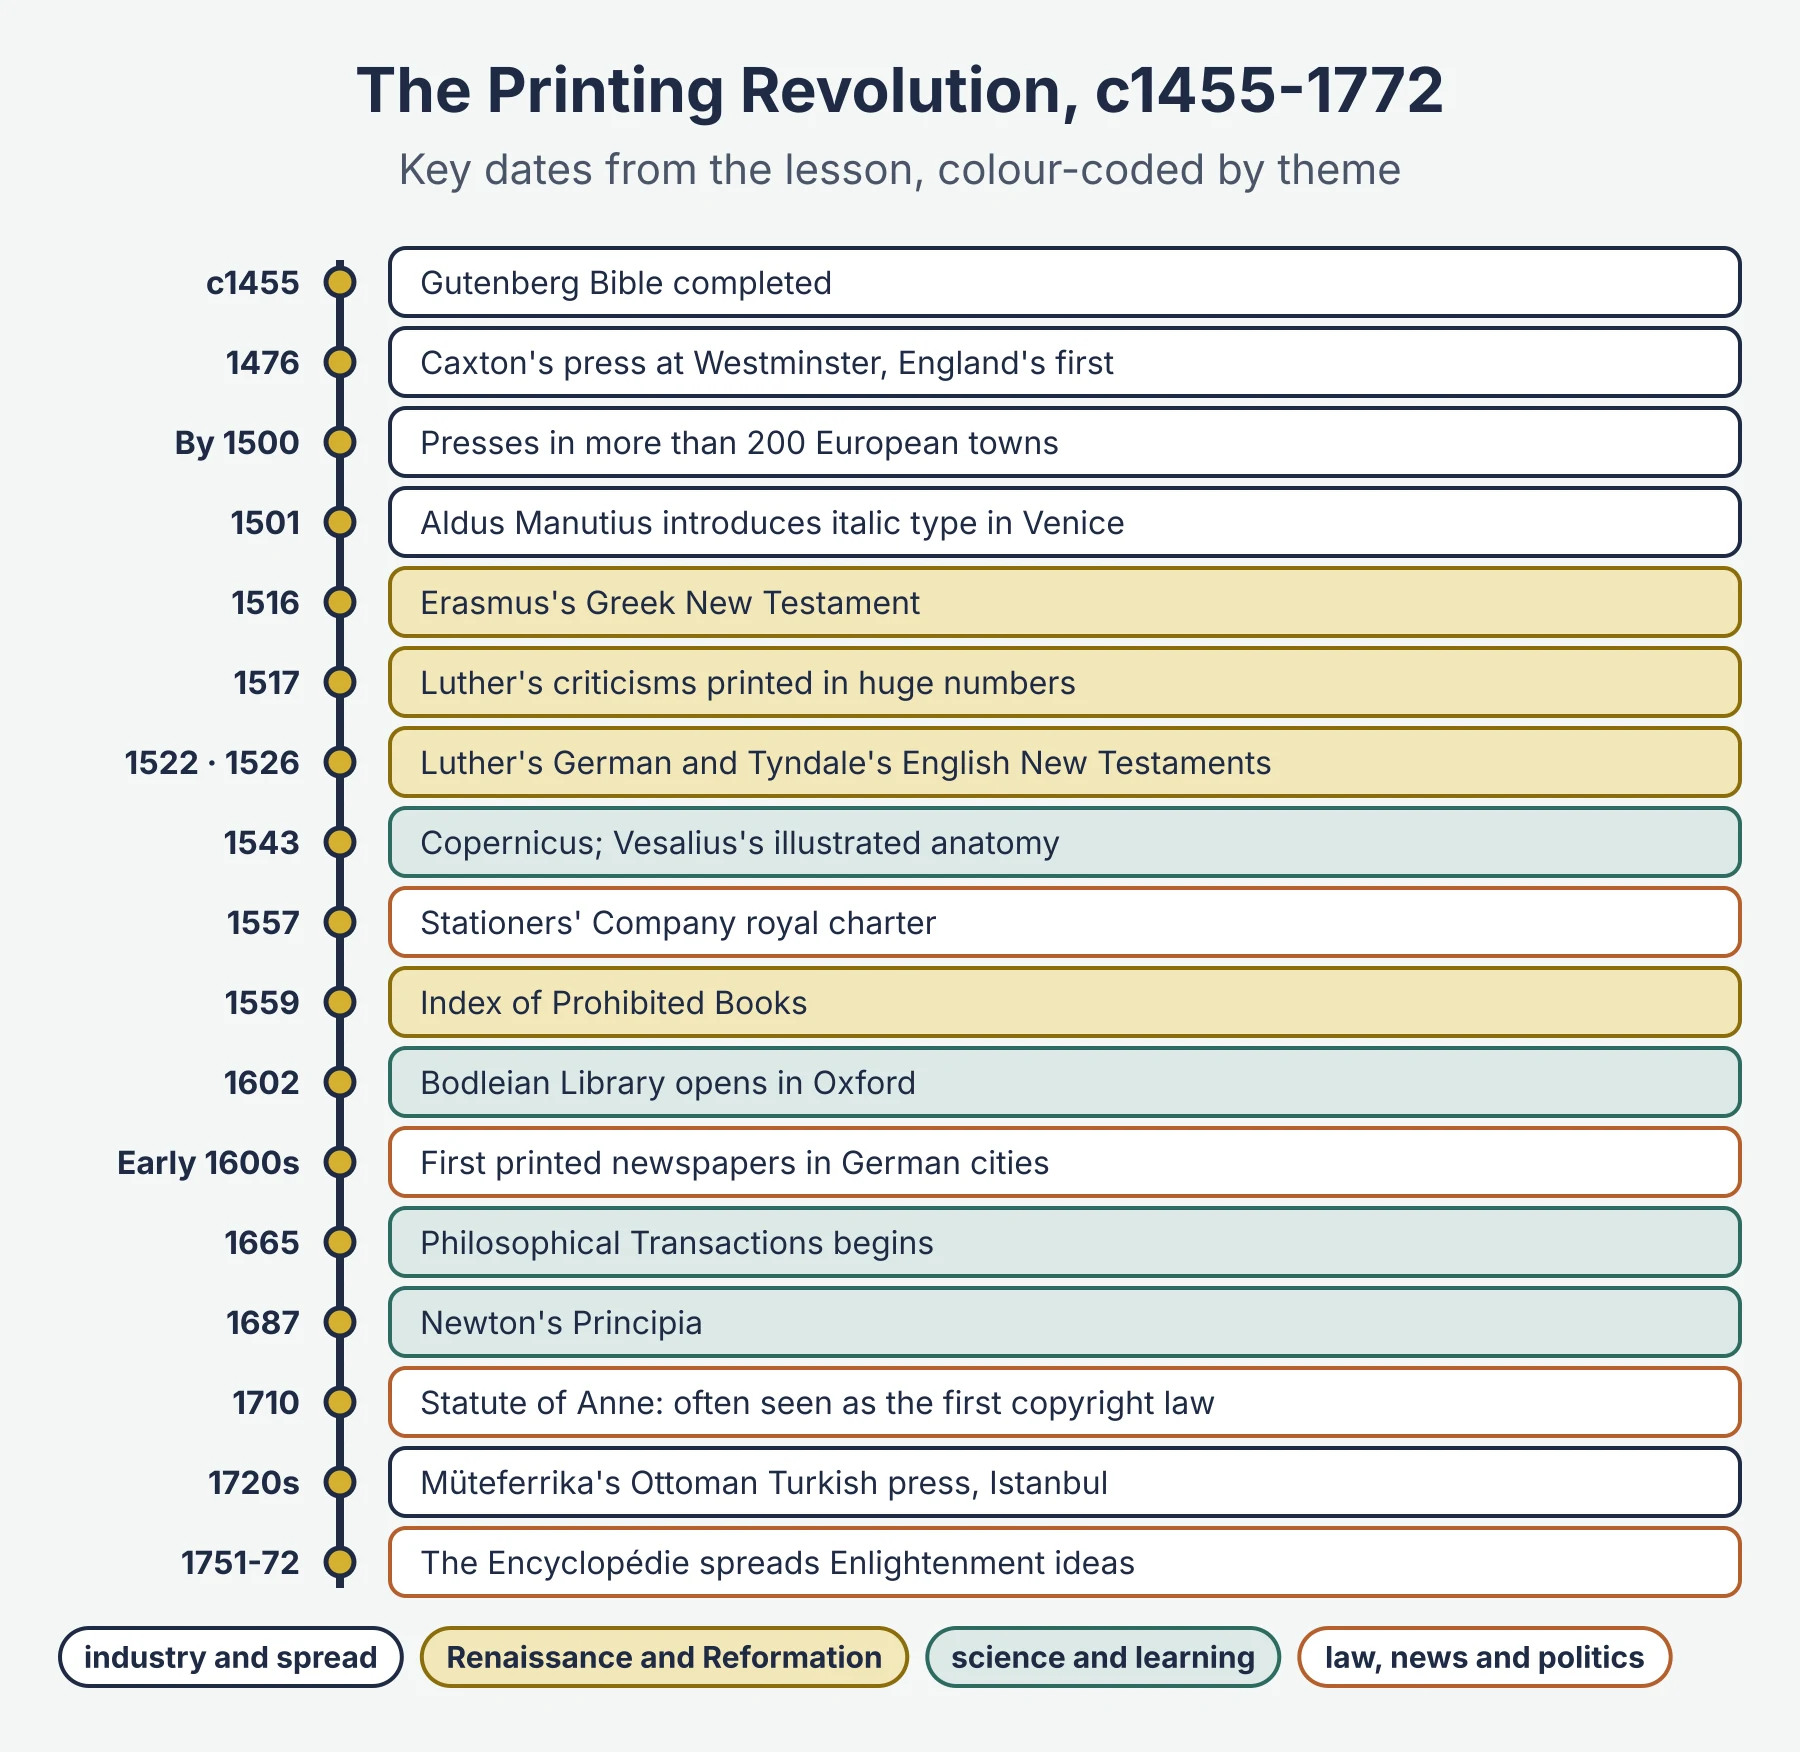 The Printing Revolution, c1455-1772
Key dates from the lesson, colour-coded by theme
c1455 Gutenberg Bible completed
1476 Caxton's press at Westminster, England's first
By 1500 Presses in more than 200 European towns
1501 Aldus Manutius introduces italic type in Venice
1516 Erasmus's Greek New Testament
1517 Luther's criticisms printed in huge numbers
1522 · 1526 Luther's German and Tyndale's English New Testaments
1543 Copernicus; Vesalius's illustrated anatomy
1557 Stationers' Company royal charter
1559 Index of Prohibited Books
1602 Bodleian Library opens in Oxford
Early 1600s First printed newspapers in German cities
1665 Philosophical Transactions begins
1687 Newton's Principia
1710 Statute of Anne: often seen as the first copyright law
1720s Müteferrika's Ottoman Turkish press, Istanbul
1751-72 The Encyclopédie spreads Enlightenment ideas
industry and spread Renaissance and Reformation science and learning law, news and politics